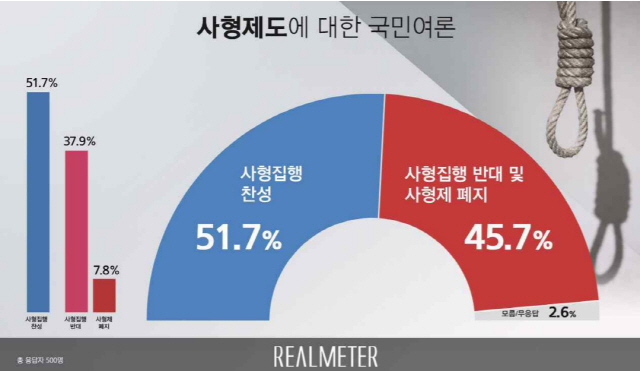 사형제도에 대한 국민여론
51.7%
37.9%
7.8%
사형집행
찬성
사형집행
반대
사형제
폐지
사형집행
찬성
51.7%
사형집행 반대 및
사형제 폐지
45.7%
모름/무응답 2.6%
총 응답자 500명
REALMETER